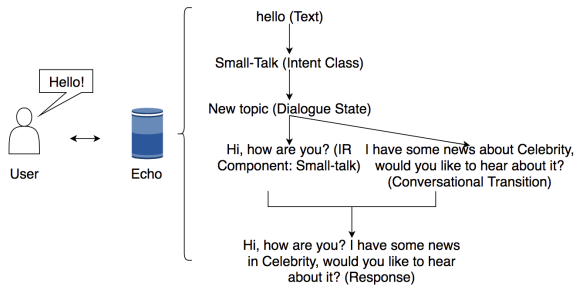 hello (Text)
Small-Talk (Intent Class)
Hello!
New topic (Dialogue State)
Hi, how are you? (IR
Component: Small-talk)
I have some news about Celebrity,
would you like to hear about it?
(Conversational Transition)
User
Echo
Hi, how are you? I have some news
in Celebrity, would you like to hear
about it? (Response)